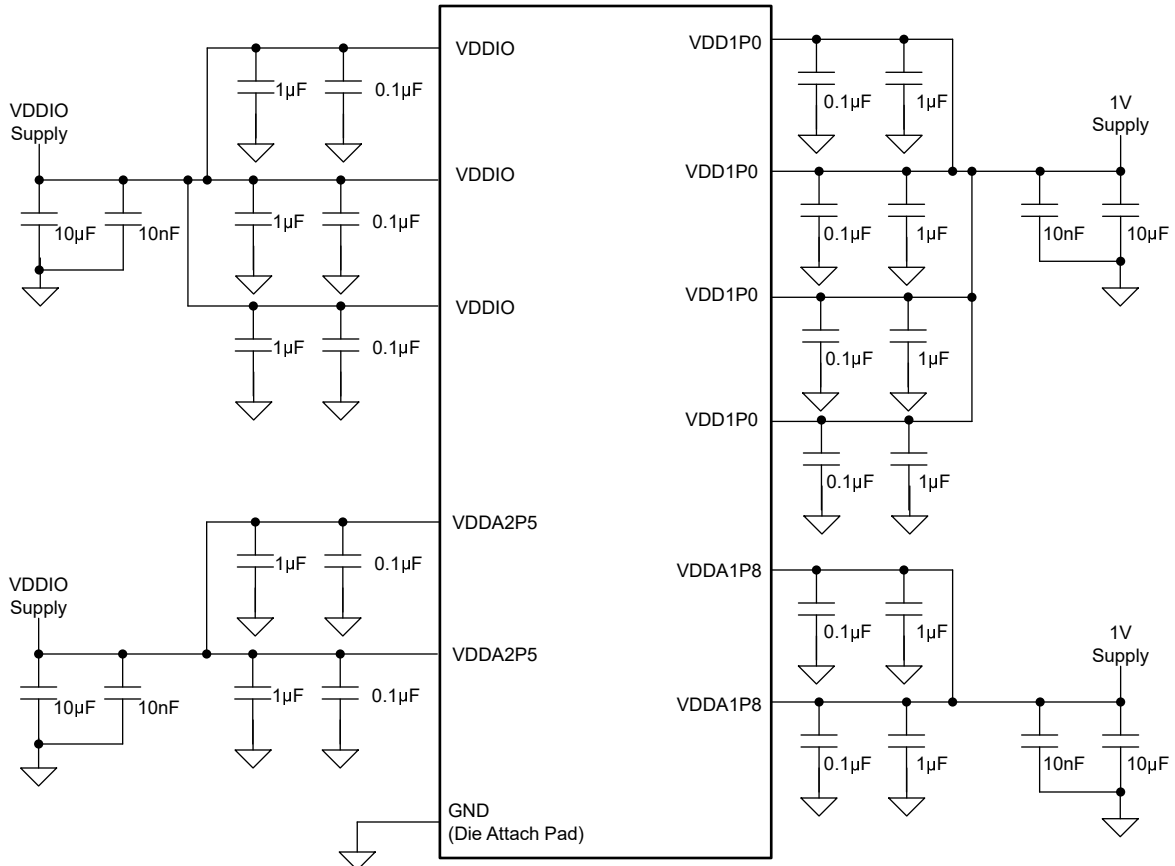 VDDIO
Supply
10µF
10nF
1µF
0.1µF
VDDIO
1µF
0.1µF
VDDIO
1µF
0.1µF
VDDIO
VDDIO
Supply
10µF
10nF
1µF
0.1µF
VDDA2P5
1µF
0.1µF
VDDA2P5
GND
(Die Attach Pad)
VDD1P0
0.1µF
1µF
VDD1P0
0.1µF
1µF
VDD1P0
0.1µF
1µF
VDD1P0
0.1µF
1µF
1V
Supply
10nF
10µF
VDDA1P8
0.1µF
1µF
VDDA1P8
0.1µF
1µF
1V
Supply
10nF
10µF